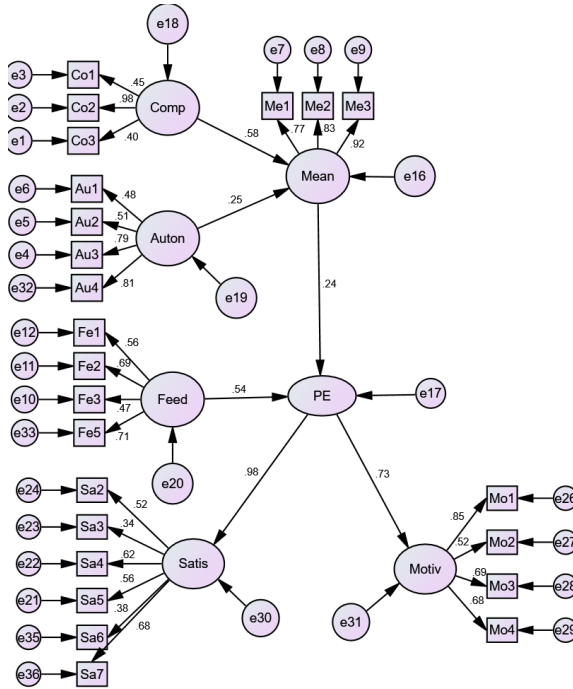 e18
e7 e8 e9
e3 Co1 .45
e2 Co2 .98 Comp
e1 Co3 .40
Me1 Me2 Me3
.77 .83 .92
.58
Mean e16
e6 Au1 .48
e5 Au2 .51
e4 Au3 .79 Auton
e32 Au4 .81
.25
e19
.24
e12 Fe1 .56
e11 Fe2 .69
e10 Fe3 .47 Feed
e33 Fe5 .71
.54
PE e17
e20
.98 .73
e24 Sa2 .52
e23 Sa3 .34
e22 Sa4 .62 Satis
e21 Sa5 .56
e35 Sa6 .38
e36 Sa7 .68
e30
Motiv
e31
.85 Mo1 e26
.52 Mo2 e27
.69 Mo3 e28
.68 Mo4 e29